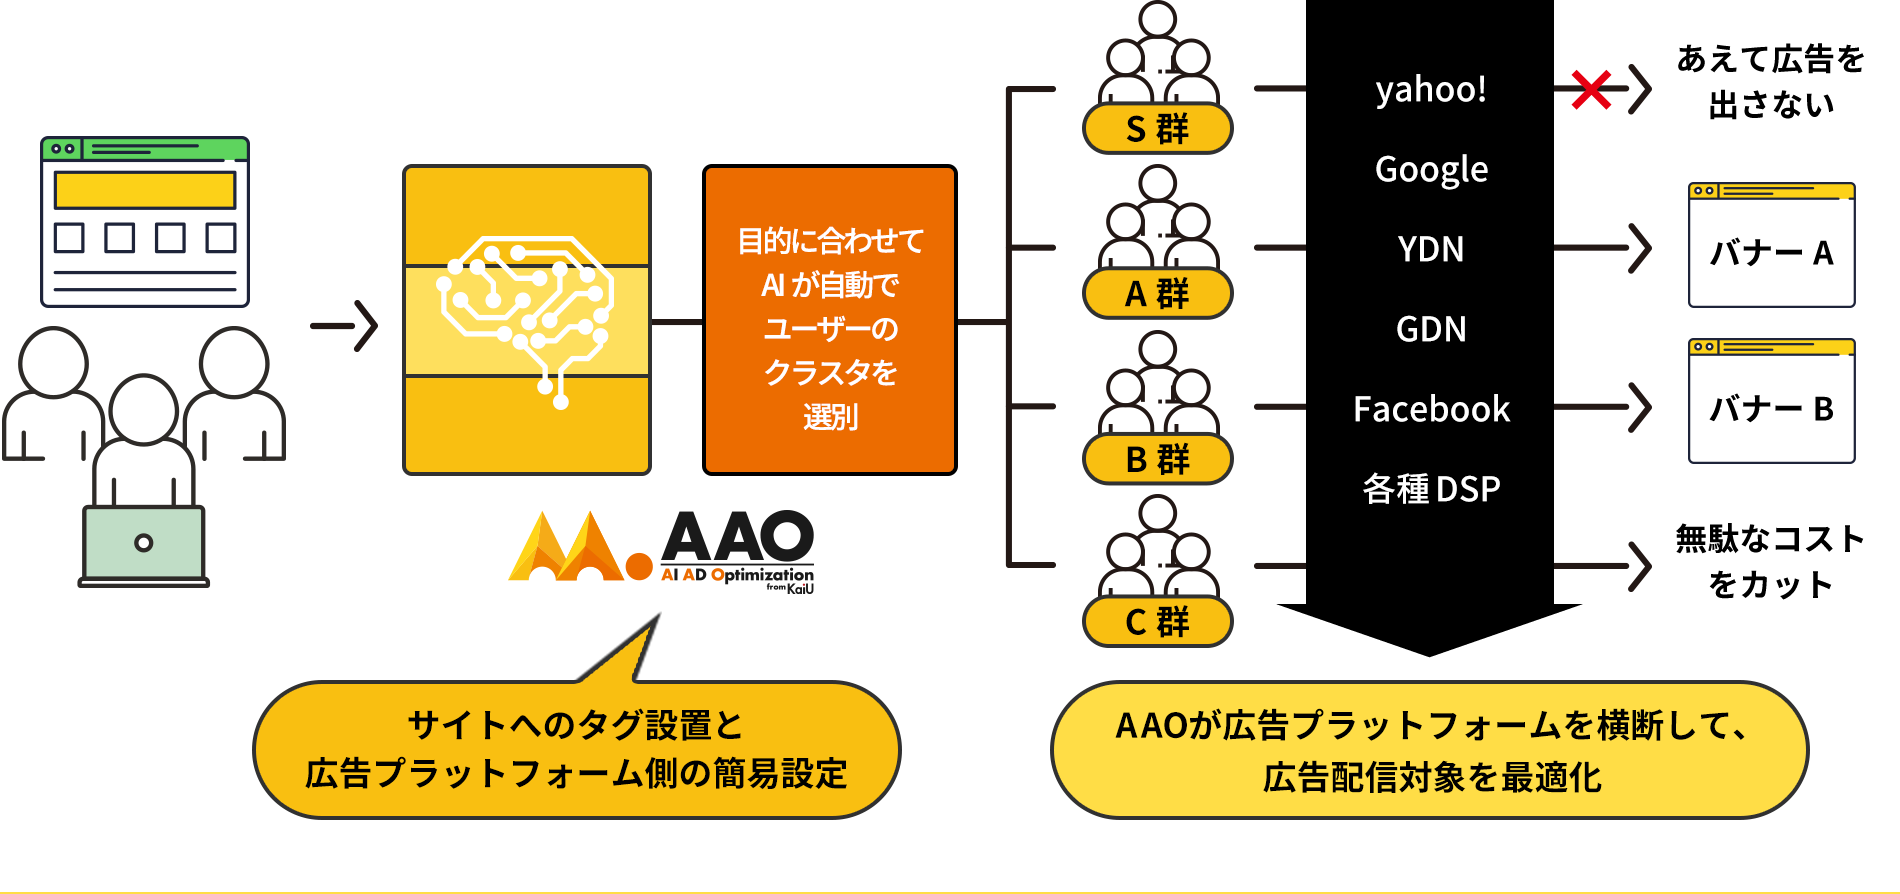 目的に合わせて
AI が自動で
ユーザーの
クラスタを
選別
AAO
AI AD Optimization
from KaiU
サイトへのタグ設置と
広告プラットフォーム側の簡易設定
S 群
A 群
B 群
C 群
yahoo!
Google
YDN
GDN
Facebook
各種 DSP
あえて広告を
出さない
バナー A
バナー B
無駄なコスト
をカット
AAOが広告プラットフォームを横断して、
広告配信対象を最適化